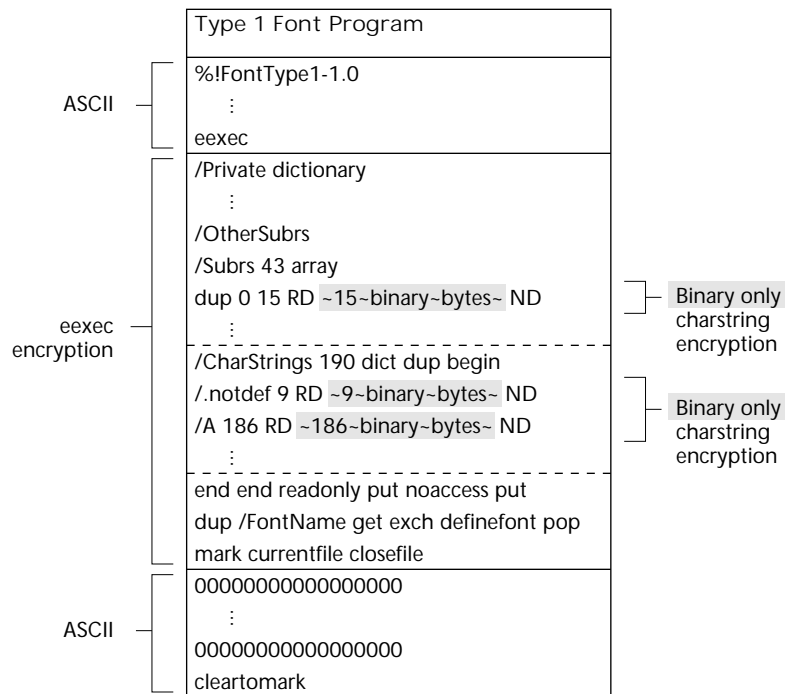 Type 1 Font Program
ASCII
%!FontType1-1.0
⋮
eexec
eexec
encryption
/Private dictionary
⋮
/OtherSubrs
/Subrs 43 array
dup 0 15 RD ~15~binary~bytes~ ND
⋮
Binary only
charstring
encryption
/CharStrings 190 dict dup begin
/.notdef 9 RD ~9~binary~bytes~ ND
/A 186 RD ~186~binary~bytes~ ND
⋮
Binary only
charstring
encryption
end end readonly put noaccess put
dup /FontName get exch definefont pop
mark currentfile closefile
ASCII
00000000000000000
⋮
00000000000000000
cleartomark